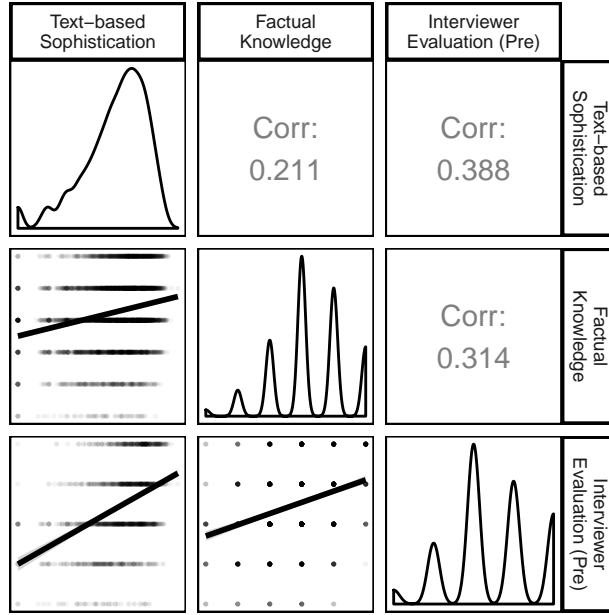 Text−based
Sophistication
Factual
Knowledge
Interviewer
Evaluation (Pre)
Corr:
0.211
Corr:
0.388
Text−based
Sophistication
Corr:
0.314
Factual
Knowledge
Interviewer
Evaluation (Pre)